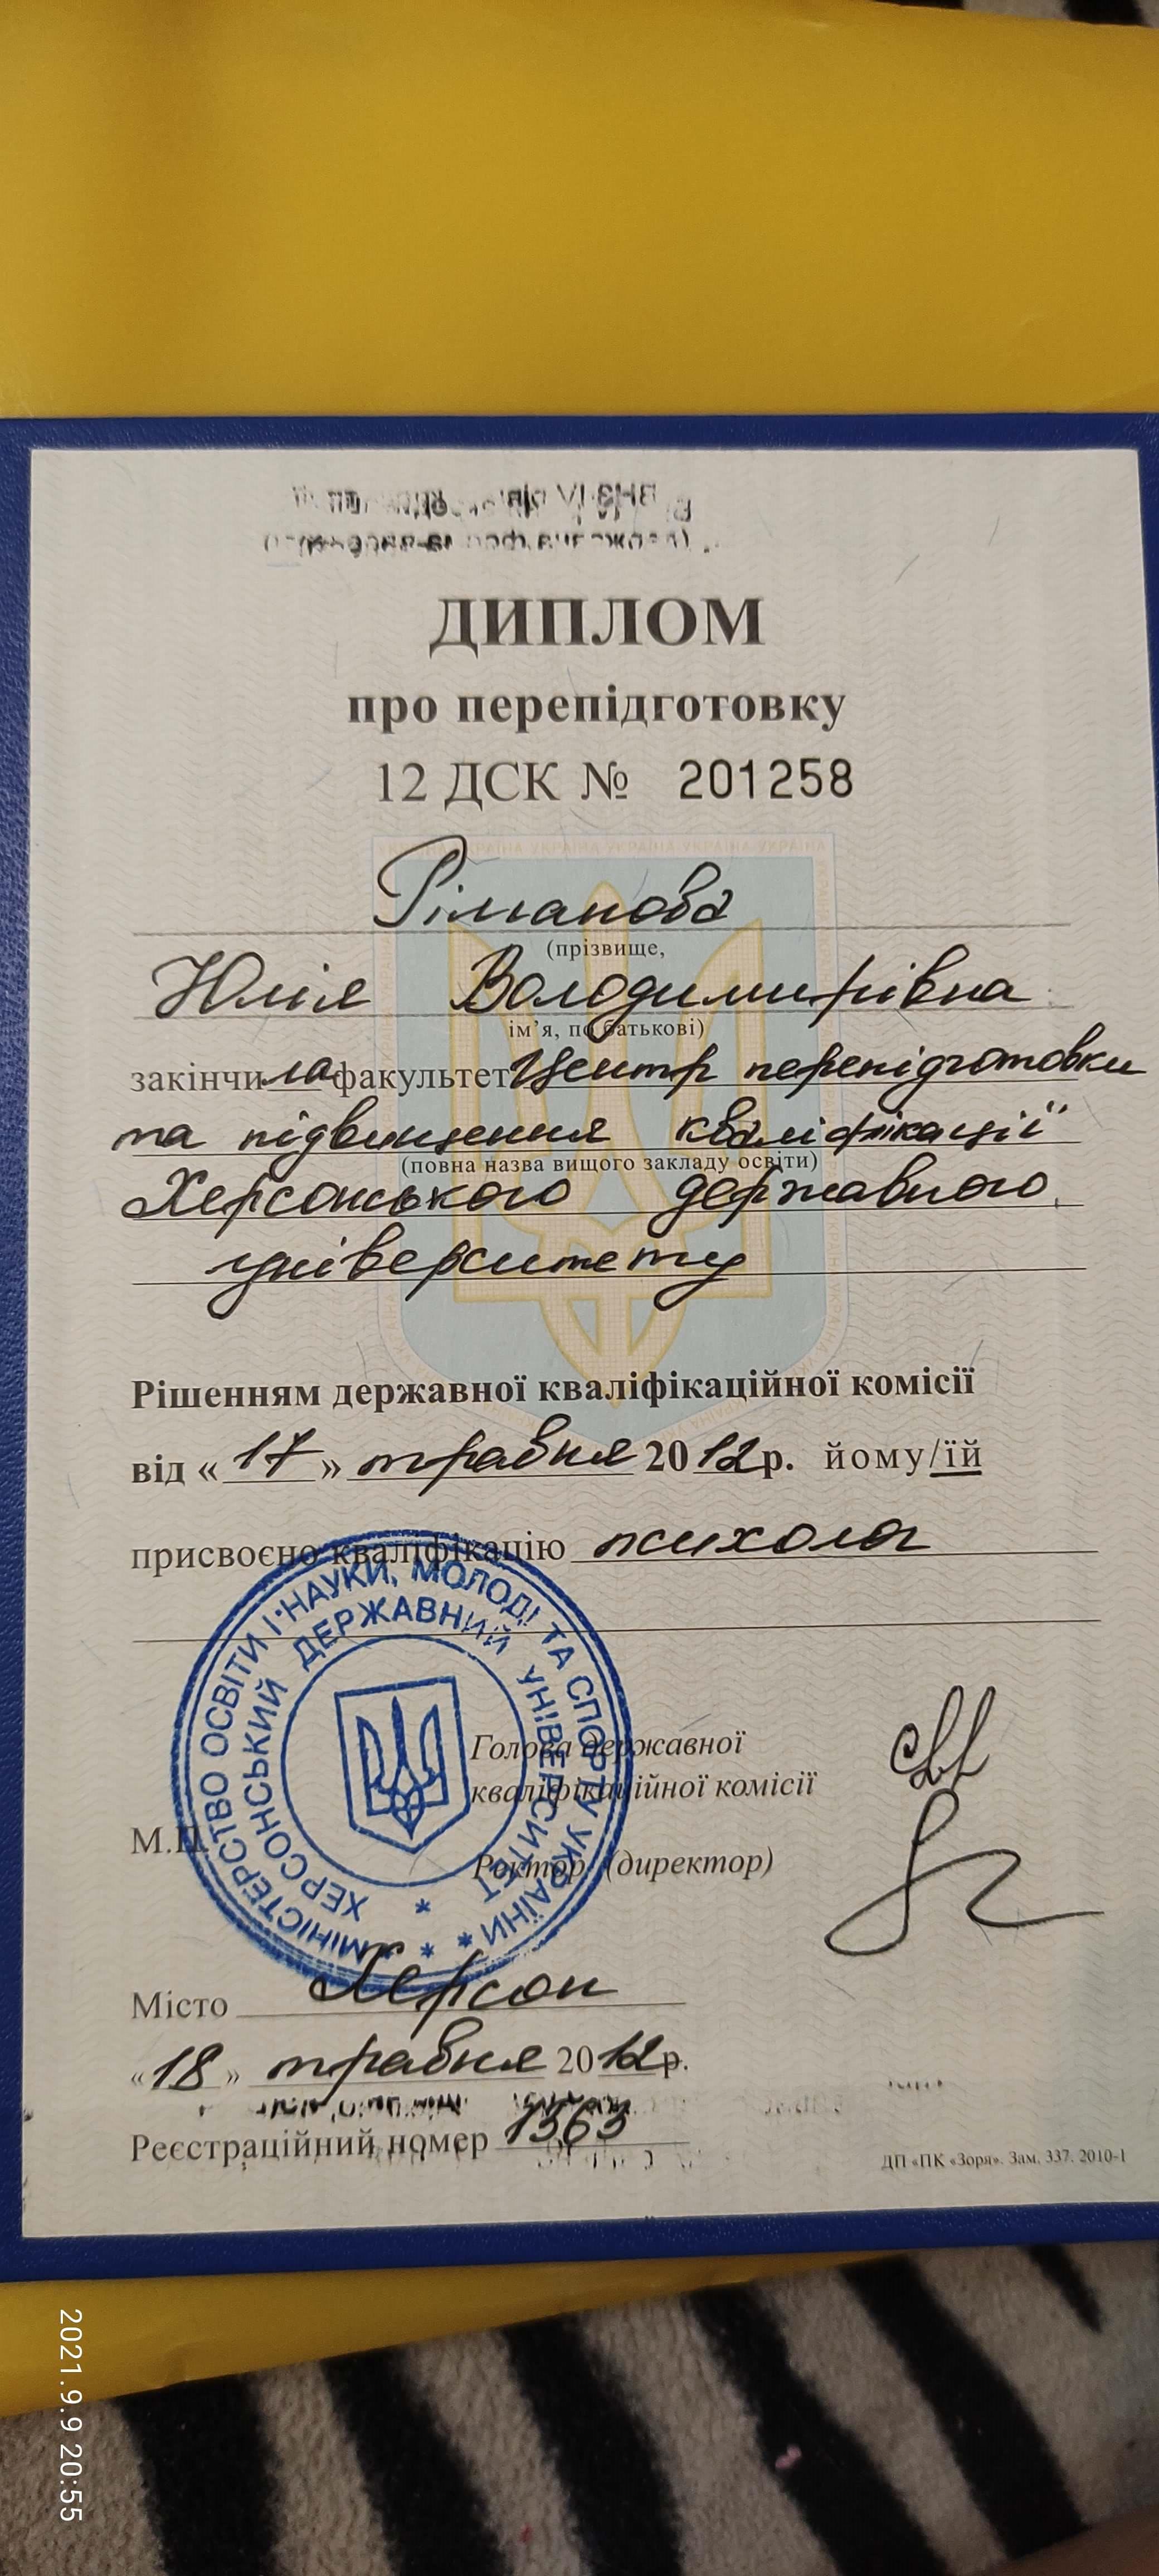 ДИПЛОМ
про перепідготовку
12 ДСК № 201258
Ріманова
(прізвище,
Юлія Володимирівна
ім’я, по батькові)
закінчила факультет "Центр перепідготовки
та підвищення кваліфікації"
(повна назва вищого закладу освіти)
Херсонського державного
університету
Рішенням державної кваліфікаційної комісії
від «17» травня 2012р. йому/їй
присвоєно кваліфікацію психолог
МІНІСТЕРСТВО ОСВІТИ І НАУКИ, МОЛОДІ ТА СПОРТУ УКРАЇНИ
ХЕРСОНСЬКИЙ ДЕРЖАВНИЙ УНІВЕРСИТЕТ
Голова державної
кваліфікаційної комісії
М.П.
Ректор (директор)
Місто Херсон
«18» травня 2012р.
Реєстраційний номер 1363
ДП «ПК «Зоря». Зам. 337. 2010-1
2021.9.9 20:55